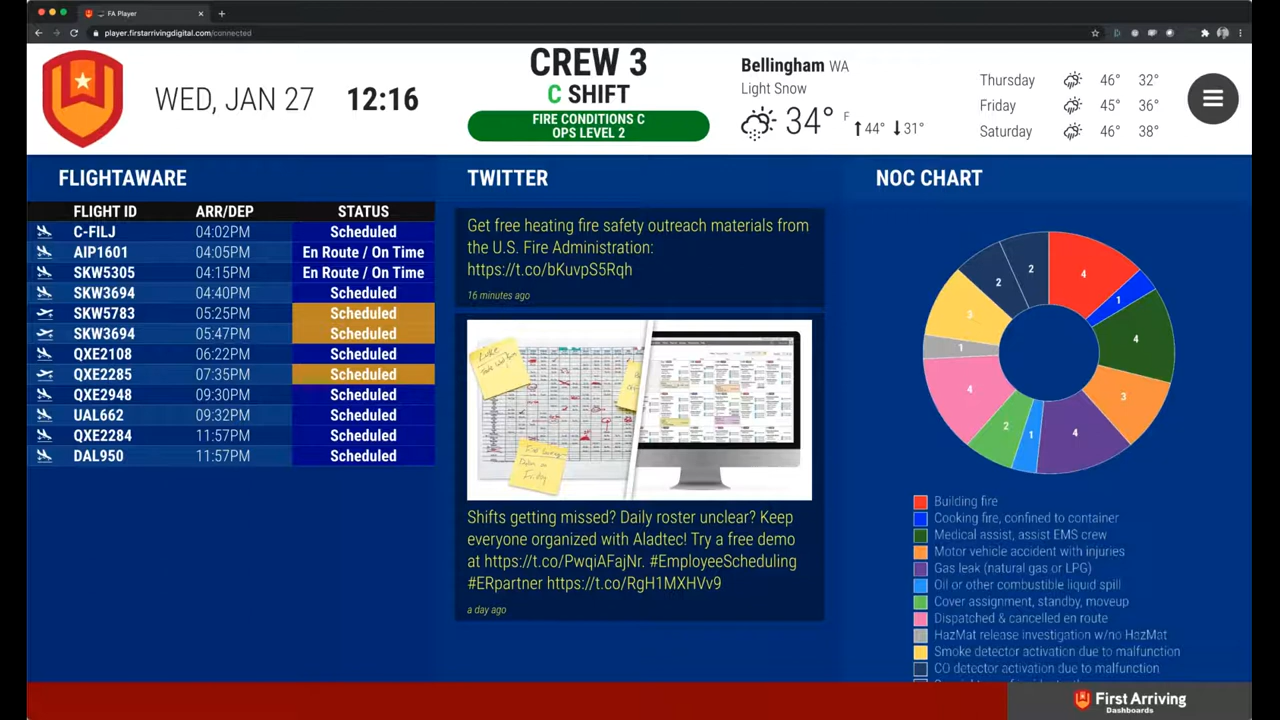 FA Player
player.firstarrivingdigital.com/connected
WED, JAN 27
12:16
CREW 3
C SHIFT
FIRE CONDITIONS C
OPS LEVEL 2
Bellingham WA
Light Snow
34° F
44° 31°
Thursday 46° 32°
Friday 45° 36°
Saturday 46° 38°
FLIGHTAWARE
FLIGHT ID ARR/DEP STATUS
C-FILJ 04:02PM Scheduled
AIP1601 04:05PM En Route / On Time
SKW5305 04:15PM En Route / On Time
SKW3694 04:40PM Scheduled
SKW5783 05:25PM Scheduled
SKW3694 05:47PM Scheduled
QXE2108 06:22PM Scheduled
QXE2285 07:35PM Scheduled
QXE2948 09:30PM Scheduled
UAL662 09:32PM Scheduled
QXE2284 11:57PM Scheduled
DAL950 11:57PM Scheduled
TWITTER
Get free heating fire safety outreach materials from
the U.S. Fire Administration:
https://t.co/bKuvpS5Rqh
16 minutes ago
Shifts getting missed? Daily roster unclear? Keep
everyone organized with Aladtec! Try a free demo
at https://t.co/PwqiAFajNr. #EmployeeScheduling
#ERpartner https://t.co/RgH1MXHVv9
a day ago
NOC CHART
4
1
4
3
4
1
2
4
1
3
2
2
Building fire
Cooking fire, confined to container
Medical assist, assist EMS crew
Motor vehicle accident with injuries
Gas leak (natural gas or LPG)
Oil or other combustible liquid spill
Cover assignment, standby, moveup
Dispatched & cancelled en route
HazMat release investigation w/no HazMat
Smoke detector activation due to malfunction
CO detector activation due to malfunction
First Arriving
Dashboards